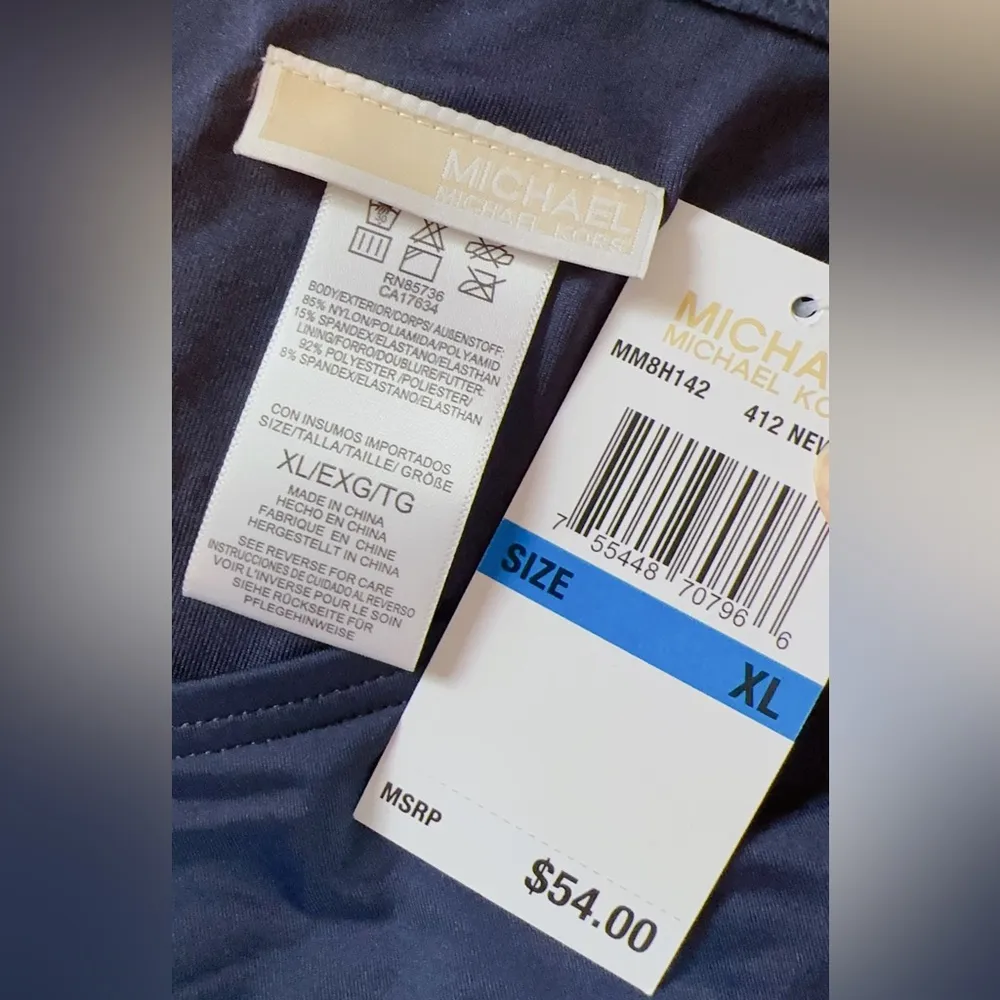 MICHAEL
MICHAEL KORS
30
RN85736
CA17634
BODY/EXTERIOR/CORPS/ AUßENSTOFF:
85% NYLON/POLIAMIDA/POLYAMID
15% SPANDEX/ELASTANO/ELASTHAN
LINING/FORRO/DOUBLURE/FUTTER:
92% POLYESTER /POLIESTER/
8% SPANDEX/ELASTANO/ELASTHAN
CON INSUMOS IMPORTADOS
SIZE/TALLA/TAILLE/ GRÖßE
XL/EXG/TG
MADE IN CHINA
HECHO EN CHINA
FABRIQUE EN CHINE
HERGESTELLT IN CHINA
SEE REVERSE FOR CARE
INSTRUCCIONES DE CUIDADO AL REVERSO
VOIR L'INVERSE POUR LE SOIN
SIEHE RÜCKSEITE FÜR
PFLEGEHINWEISE
MICHA
MICHAEL KO
MM8H142 412 NEW
7 55448 70796 6
SIZE XL
MSRP
$54.00